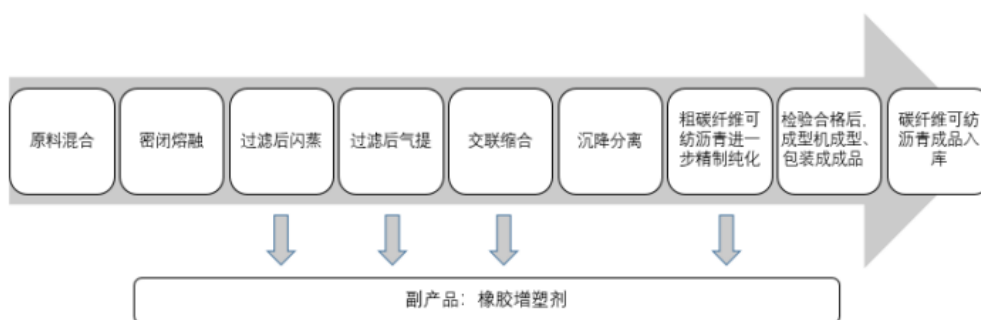 原料混合
密闭熔融
过滤后闪蒸
过滤后气提
交联缩合
沉降分离
粗碳纤维可
纺沥青进一
步精制纯化
检验合格后,
成型机成型、
包装成成品
碳纤维可纺
沥青成品入
库
副产品：橡胶增塑剂